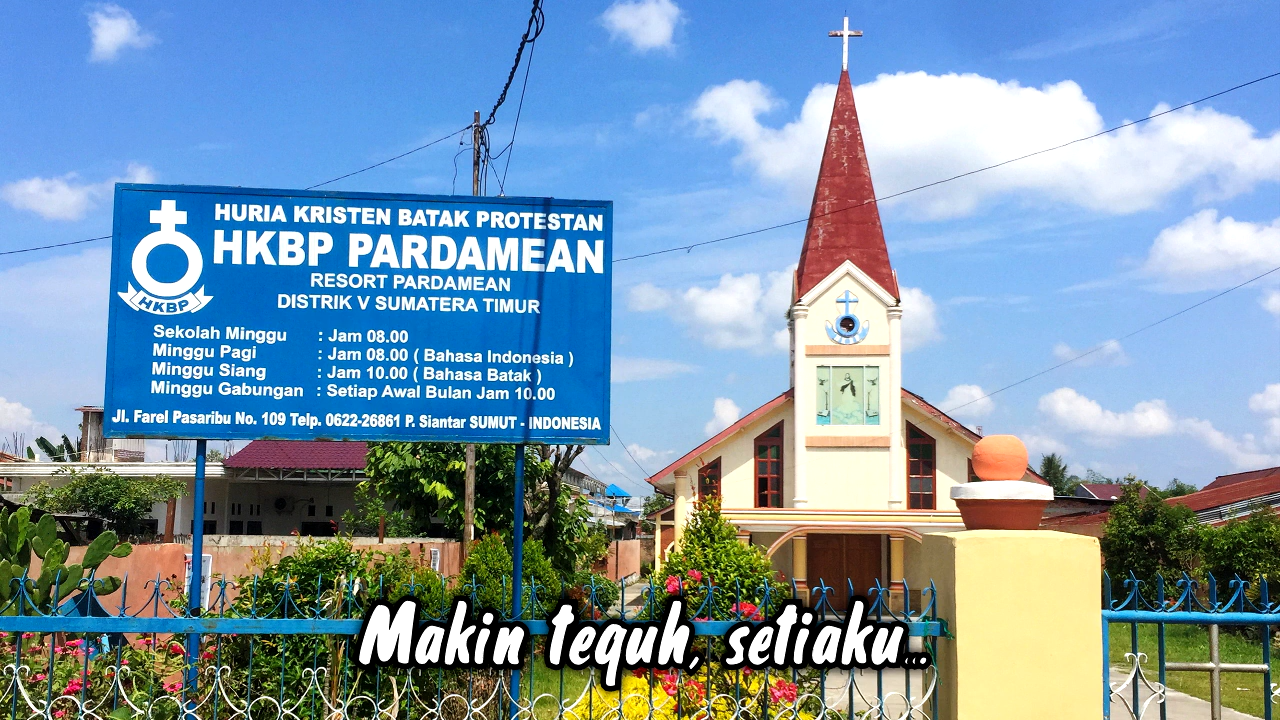 HURIA KRISTEN BATAK PROTESTAN
HKBP PARDAMEAN
RESORT PARDAMEAN
DISTRIK V SUMATERA TIMUR
HKBP
Sekolah Minggu : Jam 08.00
Minggu Pagi : Jam 08.00 ( Bahasa Indonesia )
Minggu Siang : Jam 10.00 ( Bahasa Batak )
Minggu Gabungan : Setiap Awal Bulan Jam 10.00
Jl. Farel Pasaribu No. 109 Telp. 0622-26861 P. Siantar SUMUT - INDONESIA
Makin teguh, setiaku...